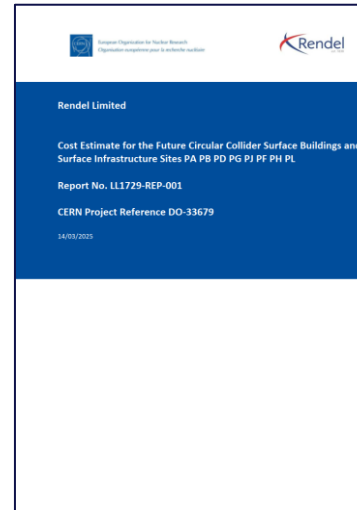 CERN
European Organisation for Nuclear Research
Organisation européenne pour la recherche nucléaire
Rendel
Rendel Limited
Cost Estimate for the Future Circular Collider Surface Buildings and
Surface Infrastructure Sites PA PB PD PG PJ PF PH PL
Report No. LL1729-REP-001
CERN Project Reference DO-33679
14/03/2025